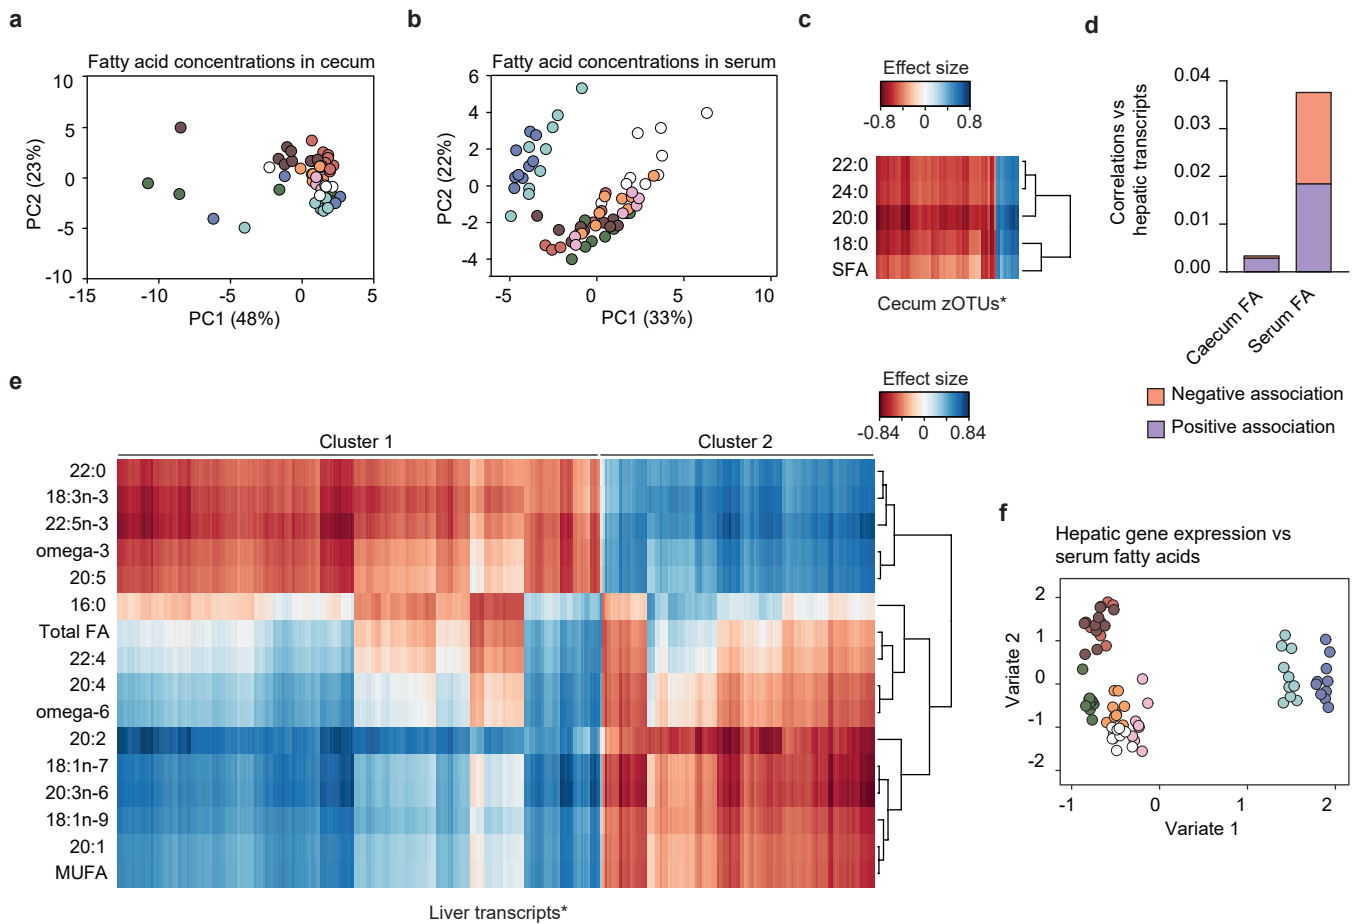 a
Fatty acid concentrations in cecum
10
5
0
-5
-10
PC2 (23%)
-15
-10
-5
0
5
PC1 (48%)
b
Fatty acid concentrations in serum
6
4
2
0
-2
-4
PC2 (22%)
-5
0
5
10
PC1 (33%)
c
Effect size
-0.8
0
0.8
22:0
24:0
20:0
18:0
SFA
Cecum zOTUs*
d
Correlations vs
hepatic transcripts
0.04
0.03
0.02
0.01
0.00
Caecum FA
Serum FA
Negative association
Positive association
e
Effect size
-0.84
0
0.84
Cluster 1
Cluster 2
22:0
18:3n-3
22:5n-3
omega-3
20:5
16:0
Total FA
22:4
20:4
omega-6
20:2
18:1n-7
20:3n-6
18:1n-9
20:1
MUFA
Liver transcripts*
f
Hepatic gene expression vs
serum fatty acids
2
1
0
-1
-2
Variate 2
-1
0
1
2
Variate 1